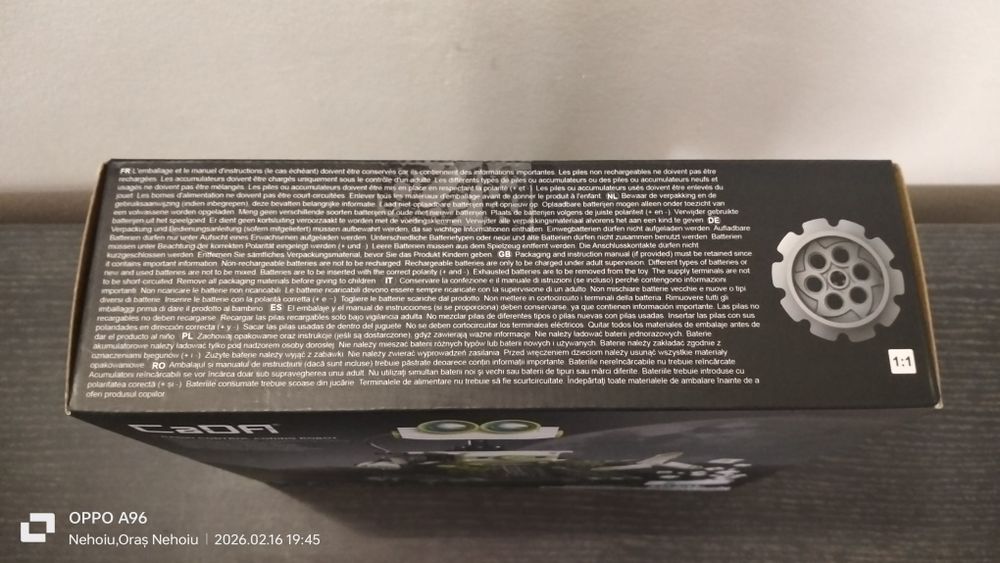 FR L'emballage et le manuel d'instructions (le cas échéant) doivent être conservés car ils contiennent des informations importantes. Les piles non rechargeables ne doivent pas être
rechargées. Les accumulateurs doivent être chargés uniquement sous le contrôle d'un adulte. Les différents types de piles ou accumulateurs ou des piles ou accumulateurs neufs et
usagés ne doivent pas être mélangés. Les piles ou accumulateurs doivent être mis en place en respectant la polarité (+ et -). Les piles ou accumulateurs usés doivent être enlevés du
jouet. Les bornes d'alimentation ne doivent pas être court-circuitées. Enlever tous les materiaux d'emballage avant de donner le produit à l'enfant. NL Bewaar de verpakking en de
gebruiksaanwijzing (indien inbegrepen), deze bevatten belangrijke informatie. Laad niet-oplaadbare batterijen niet opnieuw op. Oplaadbare batterijen mogen alleen onder toezicht van
een volwassene worden opgeladen. Meng geen verschillende soorten batterijen of oude met nieuwe batterijen. Plaats de batterijen volgens de juiste polariteit (+ en -). Verwijder gebruikte
batterijen uit het speelgoed. Er dient geen kortsluiting veroorzaakt te worden met de voedingsklemmen. Verwijder alle verpakkingsmaterialen alvorens het aan een kind te geven. DE
Verpackung und Bedienungsanleitung (sofern mitgeliefert) müssen aufbewahrt werden, da sie wichtige Informationen enthalten. Einwegbatterien dürfen nicht aufgeladen werden. Aufladbare
Batterien dürfen nur unter Aufsicht eines Erwachsenen aufgeladen werden. Unterschiedliche Batterietypen oder neue und alte Batterien dürfen nicht zusammen benutzt werden. Batterien
müssen unter Beachtung der korrekten Polarität eingelegt werden (+ und -). Leere Batterien müssen aus dem Spielzeug entfernt werden. Die Anschlusskontakte dürfen nicht
kurzgeschlossen werden. Entfernen Sie sämtliches Verpackungsmaterial, bevor Sie das Produkt Kindern geben. GB Packaging and instruction manual (if provided) must be retained since
it contains important information. Non-rechargeable batteries are not to be recharged. Rechargeable batteries are only to be charged under adult supervision. Different types of batteries or
new and used batteries are not to be mixed. Batteries are to be inserted with the correct polarity (+ and -). Exhausted batteries are to be removed from the toy. The supply terminals are not
to be short-circuited. Remove all packaging materials before giving to children. IT Conservare la confezione e il manuale di istruzioni (se incluso) perché contengono informazioni
importanti. Non ricaricare le batterie non ricaricabili. Le batterie ricaricabili devono essere sempre ricaricate con la supervisione di un adulto. Non mischiare batterie vecchie e nuove o tipi
diversi di batterie. Inserire le batterie con la polarità corretta (+ e -). Togliere le batterie scariche dal prodotto. Non mettere in cortocircuito i terminali della batteria. Rimuovere tutti gli
imballaggi prima di dare il prodotto al bambino. ES El embalaje y el manual de instrucciones (si es proporcionado) deben conservarse, ya que contienen información importante. Las pilas no
recargables no deben recargarse. Recargar las pilas recargables solo bajo vigilancia adulta. No mezclar pilas de diferentes tipos o pilas nuevas con pilas usadas. Insertar las pilas con sus
polaridades en dirección correcta (+ y -). Sacar las pilas usadas de dentro del juguete. No se deben cortocircuitar los terminales eléctricos. Quitar todos los materiales de embalaje antes de
dar el producto al niño. PL Zachowaj opakowanie oraz instrukcje (jeśli są dostarczone) gdyż zawierają ważne informacje. Nie należy ładować baterii jednorazowych. Baterie
akumulatorowe należy ładować tylko pod nadzorem osoby dorosłej. Nie należy mieszać baterii różnych typów lub baterii nowych i używanych. Baterie zakładać zgodnie z
oznaczeniami biegunów (+ i -). Zużyte baterie należy wyjąć z zabawki. Nie należy zwierać wyprowadzeń zasilania. Przed wręczeniem dzieciom należy usunąć wszystkie materiały
opakowaniowe. RO Ambalajul si manualul de instrucțiuni (dacă sunt incluse) trebuie păstrate deoarece contin informații importante. Bateriile nereîncărcabile nu trebuie reîncărcate.
Acumulatorii reîncărcabili se vor încărca doar sub supravegherea unui adult. Nu utilizați simultan baterii noi și vechi sau baterii de tipuri sau mărci diferite. Bateriile trebuie introduse cu
polaritatea corectă (+ și -). Bateriile consumate trebuie scoase din jucărie. Terminalele de alimentare nu trebuie să fie scurtcircuitate. Îndepărtați toate materialele de ambalare înainte de a
oferi produsul copiilor.
1:1
CaDA
OPPO A96
Nehoiu,Oraș Nehoiu | 2026.02.16 19:45